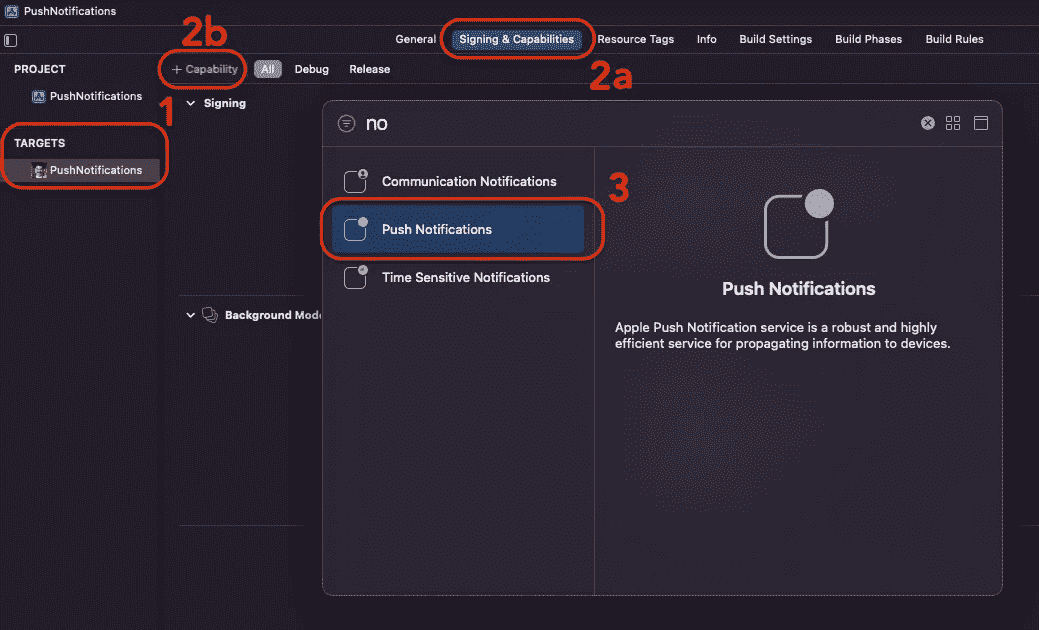 PushNotifications
2b
General
Signing & Capabilities
Resource Tags
Info
Build Settings
Build Phases
Build Rules
PROJECT
+ Capability
All
Debug
Release
2a
PushNotifications
1
Signing
no
TARGETS
PushNotifications
Communication Notifications
3
Push Notifications
Time Sensitive Notifications
Push Notifications
Background Mod
Apple Push Notification service is a robust and highly
efficient service for propagating information to devices.